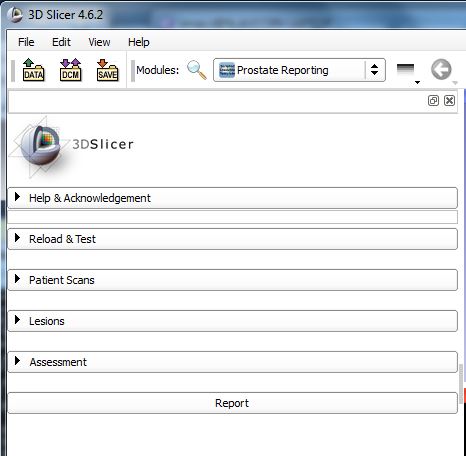 3D Slicer 4.6.2
File Edit View Help
DATA DCM SAVE Modules: Prostate Reporting
3DSlicer
Help & Acknowledgement
Reload & Test
Patient Scans
Lesions
Assessment
Report